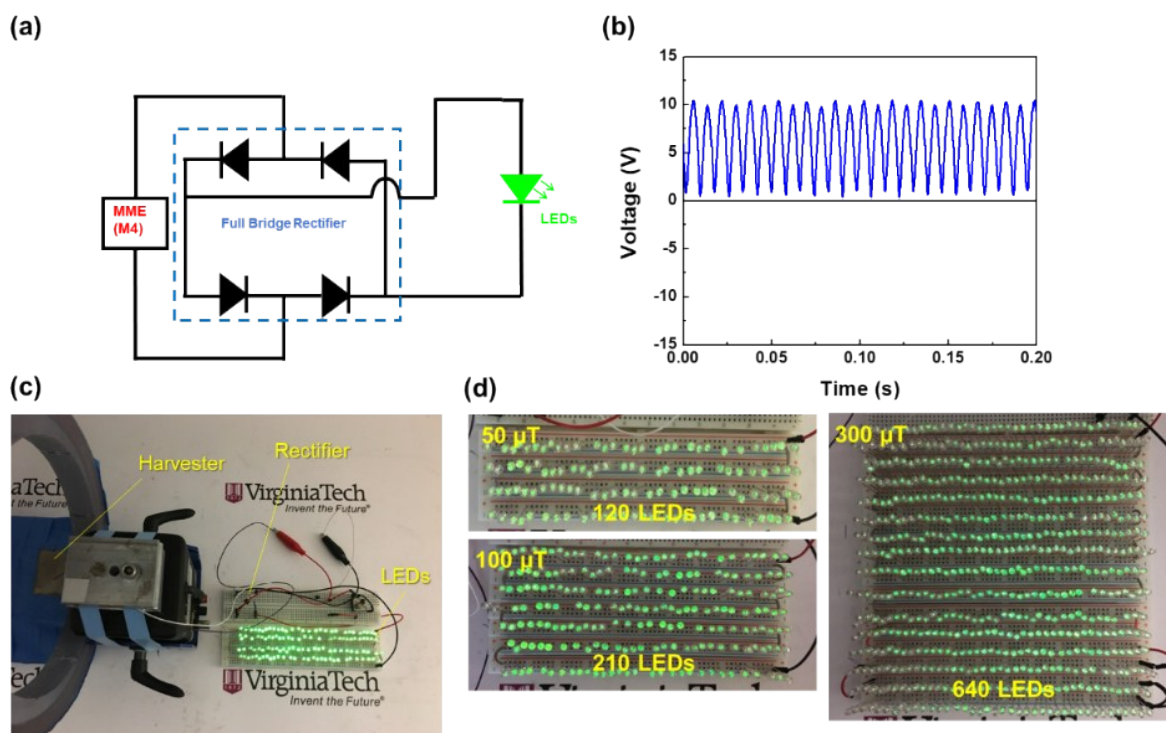 (a)
MME
(M4)
Full Bridge Rectifier
LEDs
(b)
15
10
5
0
-5
-10
-15
Voltage (V)
0.00
0.05
0.10
0.15
0.20
Time (s)
(c)
Harvester
Rectifier
LEDs
VirginiaTech
VirginiaTech
Invent the Future®
VirginiaTech
Invent the Future®
(d)
50 µT
120 LEDs
100 µT
210 LEDs
300 µT
640 LEDs